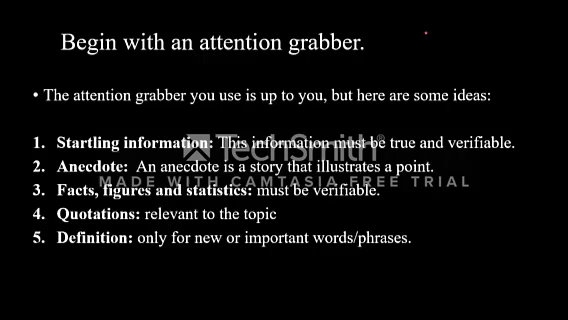 Begin with an attention grabber.
• The attention grabber you use is up to you, but here are some ideas:
1. Startling information: This information must be true and verifiable.
TechSmith®
2. Anecdote: An anecdote is a story that illustrates a point.
MADE WITH CAMTASIA FREE TRIAL
3. Facts, figures and statistics: must be verifiable.
4. Quotations: relevant to the topic
5. Definition: only for new or important words/phrases.